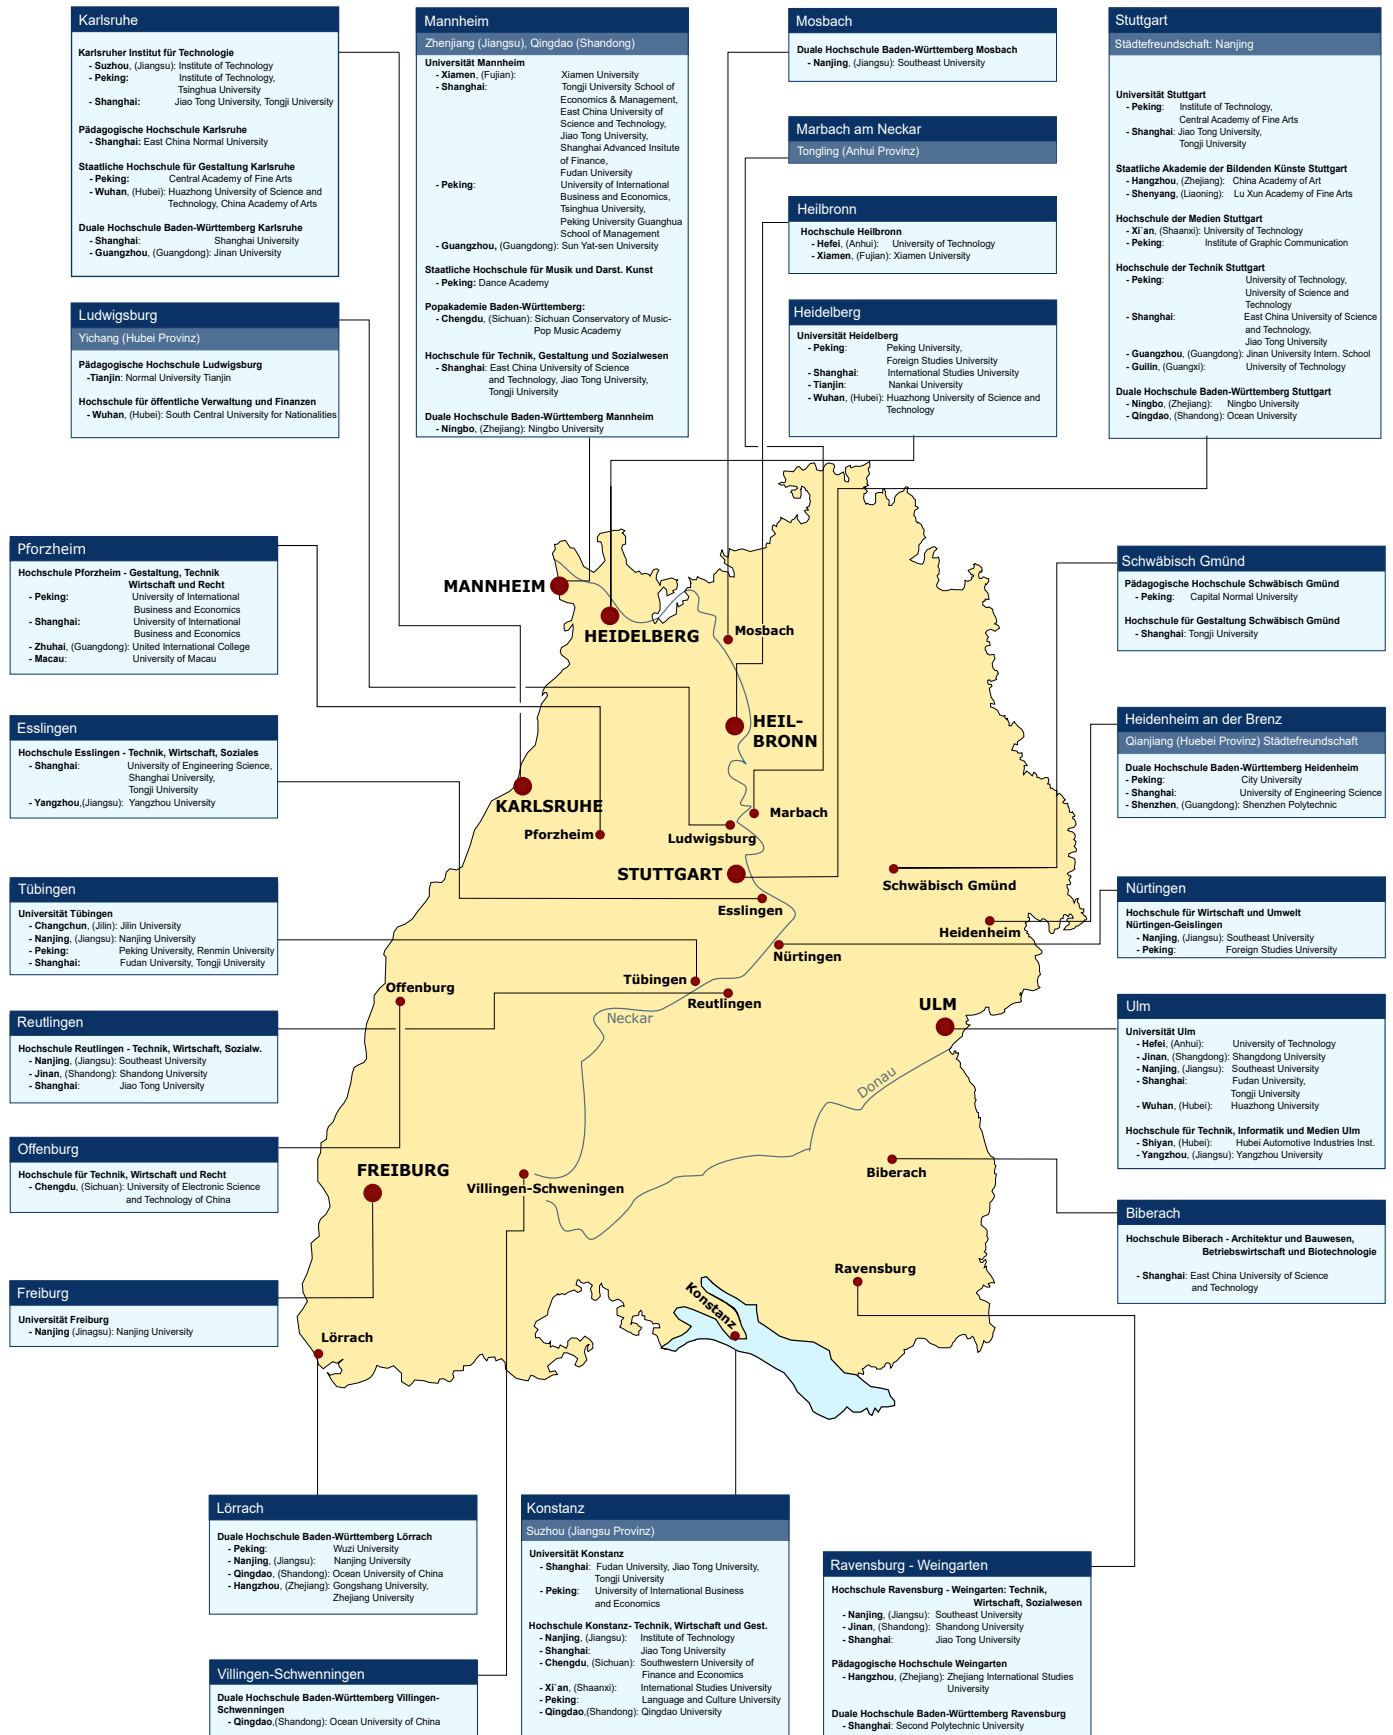 Karlsruhe
Karlsruher Institut für Technologie
- Suzhou, (Jiangsu): Institute of Technology
- Peking: Institute of Technology,
Tsinghua University
- Shanghai: Jiao Tong University, Tongji University
Pädagogische Hochschule Karlsruhe
- Shanghai: East China Normal University
Staatliche Hochschule für Gestaltung Karlsruhe
- Peking: Central Academy of Fine Arts
- Wuhan, (Hubei): Huazhong University of Science and
Technology, China Academy of Arts
Duale Hochschule Baden-Württemberg Karlsruhe
- Shanghai: Shanghai University
- Guangzhou, (Guangdong): Jinan University
Mannheim
Zhenjiang (Jiangsu), Qingdao (Shandong)
Universität Mannheim
- Xiamen, (Fujian): Xiamen University
- Shanghai: Tongji University School of
Economics & Management,
East China University of
Science and Technology,
Jiao Tong University,
Shanghai Advanced Insitute
of Finance,
Fudan University
- Peking: University of International
Business and Economics,
Tsinghua University,
Peking University Guanghua
School of Management
- Guangzhou, (Guangdong): Sun Yat-sen University
Staatliche Hochschule für Musik und Darst. Kunst
- Peking: Dance Academy
Popakademie Baden-Württemberg:
- Chengdu, (Sichuan): Sichuan Conservatory of Music-
Pop Music Academy
Hochschule für Technik, Gestaltung und Sozialwesen
- Shanghai: East China University of Science
and Technology, Jiao Tong University,
Tongji University
Duale Hochschule Baden-Württemberg Mannheim
- Ningbo, (Zhejiang): Ningbo University
Mosbach
Duale Hochschule Baden-Württemberg Mosbach
- Nanjing, (Jiangsu): Southeast University
Marbach am Neckar
Tongling (Anhui Provinz)
Heilbronn
Hochschule Heilbronn
- Hefei, (Anhui): University of Technology
- Xiamen, (Fujian): Xiamen University
Heidelberg
Universität Heidelberg
- Peking: Peking University,
Foreign Studies University
- Shanghai: International Studies University
- Tianjin: Nankai University
- Wuhan, (Hubei): Huazhong University of Science and
Technology
Stuttgart
Städtefreundschaft: Nanjing
Universität Stuttgart
- Peking: Institute of Technology,
Central Academy of Fine Arts
- Shanghai: Jiao Tong University,
Tongji University
Staatliche Akademie der Bildenden Künste Stuttgart
- Hangzhou, (Zhejiang): China Academy of Art
- Shenyang, (Liaoning): Lu Xun Academy of Fine Arts
Hochschule der Medien Stuttgart
- Xi`an, (Shaanxi): University of Technology
- Peking: Institute of Graphic Communication
Hochschule der Technik Stuttgart
- Peking: University of Technology,
University of Science and
Technology
- Shanghai: East China University of Science
and Technology,
Jiao Tong University
- Guangzhou, (Guangdong): Jinan University Intern. School
- Guilin, (Guangxi): University of Technology
Duale Hochschule Baden-Württemberg Stuttgart
- Ningbo, (Zhejiang): Ningbo University
- Qingdao, (Shandong): Ocean University
Ludwigsburg
Yichang (Hubei Provinz)
Pädagogische Hochschule Ludwigsburg
-Tianjin: Normal University Tianjin
Hochschule für öffentliche Verwaltung und Finanzen
- Wuhan, (Hubei): South Central University for Nationalities
Pforzheim
Hochschule Pforzheim - Gestaltung, Technik
Wirtschaft und Recht
- Peking: University of International
Business and Economics
- Shanghai: University of International
Business and Economics
- Zhuhai, (Guangdong): United International College
- Macau: University of Macau
Esslingen
Hochschule Esslingen - Technik, Wirtschaft, Soziales
- Shanghai: University of Engineering Science,
Shanghai University,
Tongji University
- Yangzhou,(Jiangsu): Yangzhou University
Tübingen
Universität Tübingen
- Changchun, (Jilin): Jilin University
- Nanjing, (Jiangsu): Nanjing University
- Peking: Peking University, Renmin University
- Shanghai: Fudan University, Tongji University
Reutlingen
Hochschule Reutlingen - Technik, Wirtschaft, Sozialw.
- Nanjing, (Jiangsu): Southeast University
- Jinan, (Shandong): Shandong University
- Shanghai: Jiao Tong University
Offenburg
Hochschule für Technik, Wirtschaft und Recht
- Chengdu, (Sichuan): University of Electronic Science
and Technology of China
Freiburg
Universität Freiburg
- Nanjing (Jinagsu): Nanjing University
MANNHEIM
HEIDELBERG
Mosbach
HEIL-
BRONN
KARLSRUHE
Pforzheim
Marbach
Ludwigsburg
STUTTGART
Schwäbisch Gmünd
Esslingen
Heidenheim
Nürtingen
Tübingen
Reutlingen
Offenburg
Neckar
ULM
Donau
Biberach
FREIBURG
Villingen-Schweningen
Ravensburg
Konstanz
Lörrach
Schwäbisch Gmünd
Pädagogische Hochschule Schwäbisch Gmünd
- Peking: Capital Normal University
Hochschule für Gestaltung Schwäbisch Gmünd
- Shanghai: Tongji University
Heidenheim an der Brenz
Qianjiang (Huebei Provinz) Städtefreundschaft
Duale Hochschule Baden-Württemberg Heidenheim
- Peking: City University
- Shanghai: University of Engineering Science
- Shenzhen, (Guangdong): Shenzhen Polytechnic
Nürtingen
Hochschule für Wirtschaft und Umwelt
Nürtingen-Geislingen
- Nanjing, (Jiangsu): Southeast University
- Peking: Foreign Studies University
Ulm
Universität Ulm
- Hefei, (Anhui): University of Technology
- Jinan, (Shangdong): Shangdong University
- Nanjing, (Jiangsu): Southeast University
- Shanghai: Fudan University,
Tongji University
- Wuhan, (Hubei): Huazhong University
Hochschule für Technik, Informatik und Medien Ulm
- Shiyan, (Hubei): Hubei Automotive Industries Inst.
- Yangzhou, (Jiangsu): Yangzhou University
Biberach
Hochschule Biberach - Architektur und Bauwesen,
Betriebswirtschaft und Biotechnologie
- Shanghai: East China University of Science
and Technology
Lörrach
Duale Hochschule Baden-Württemberg Lörrach
- Peking: Wuzi University
- Nanjing, (Jiangsu): Nanjing University
- Qingdao, (Shandong): Ocean University of China
- Hangzhou, (Zhejiang): Gongshang University,
Zhejiang University
Villingen-Schwenningen
Duale Hochschule Baden-Württemberg Villingen-
Schwenningen
- Qingdao,(Shandong): Ocean University of China
Konstanz
Suzhou (Jiangsu Provinz)
Universität Konstanz
- Shanghai: Fudan University, Jiao Tong University,
Tongji University
- Peking: University of International Business
and Economics
Hochschule Konstanz- Technik, Wirtschaft und Gest.
- Nanjing, (Jiangsu): Institute of Technology
- Shanghai: Jiao Tong University
- Chengdu, (Sichuan): Southwestern University of
Finance and Economics
- Xi`an, (Shaanxi): International Studies University
- Peking: Language and Culture University
- Qingdao,(Shandong): Qingdao University
Ravensburg - Weingarten
Hochschule Ravensburg - Weingarten: Technik,
Wirtschaft, Sozialwesen
- Nanjing, (Jiangsu): Southeast University
- Jinan, (Shandong): Shandong University
- Shanghai: Jiao Tong University
Pädagogische Hochschule Weingarten
- Hangzhou, (Zhejiang): Zhejiang International Studies
University
Duale Hochschule Baden-Württemberg Ravensburg
- Shanghai: Second Polytechnic University